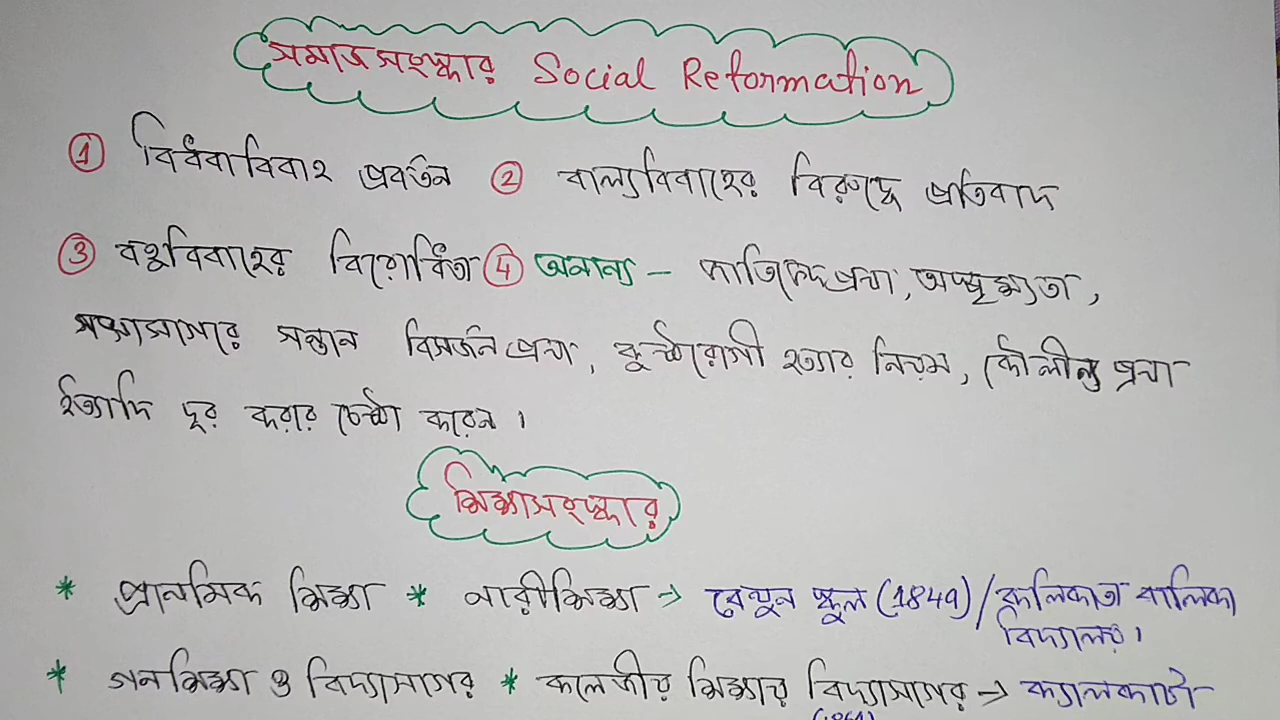 সমাজসংস্কার Social Reformation
① বিধবাবিবাহ প্রবর্তন ② বাল্যবিবাহের বিরুদ্ধে প্রতিবাদ
③ বহুবিবাহের বিরোধিতা ④ অনান্য – জাতিভেদপ্রথা, অস্পৃশ্যতা,
গঙ্গাসাগরে সন্তান বিসর্জনপ্রথা, কুষ্ঠরোগী হত্যার নিয়ম, কৌলীন্য প্রথা
ইত্যাদি দূর করার চেষ্টা করেন।
শিক্ষাসংস্কার
* প্রাথমিক শিক্ষা * নারীশিক্ষা → বেথুন স্কুল (1849) / কলিকাতা বালিকা
বিদ্যালয়।
* গনশিক্ষা ও বিদ্যাসাগর * কলেজীয় শিক্ষায় বিদ্যাসাগর → ক্যালকাটা